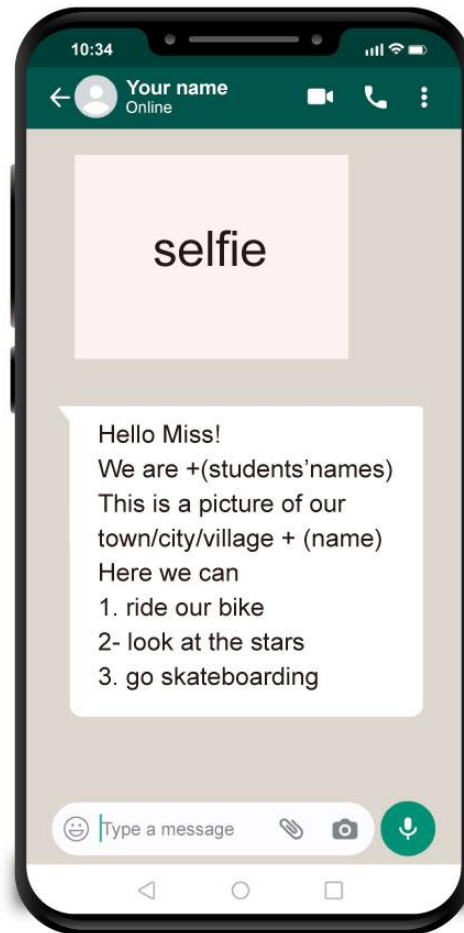 10:34
Your name
Online
selfie
Hello Miss!
We are +(students'names)
This is a picture of our
town/city/village + (name)
Here we can
1. ride our bike
2- look at the stars
3. go skateboarding
Type a message